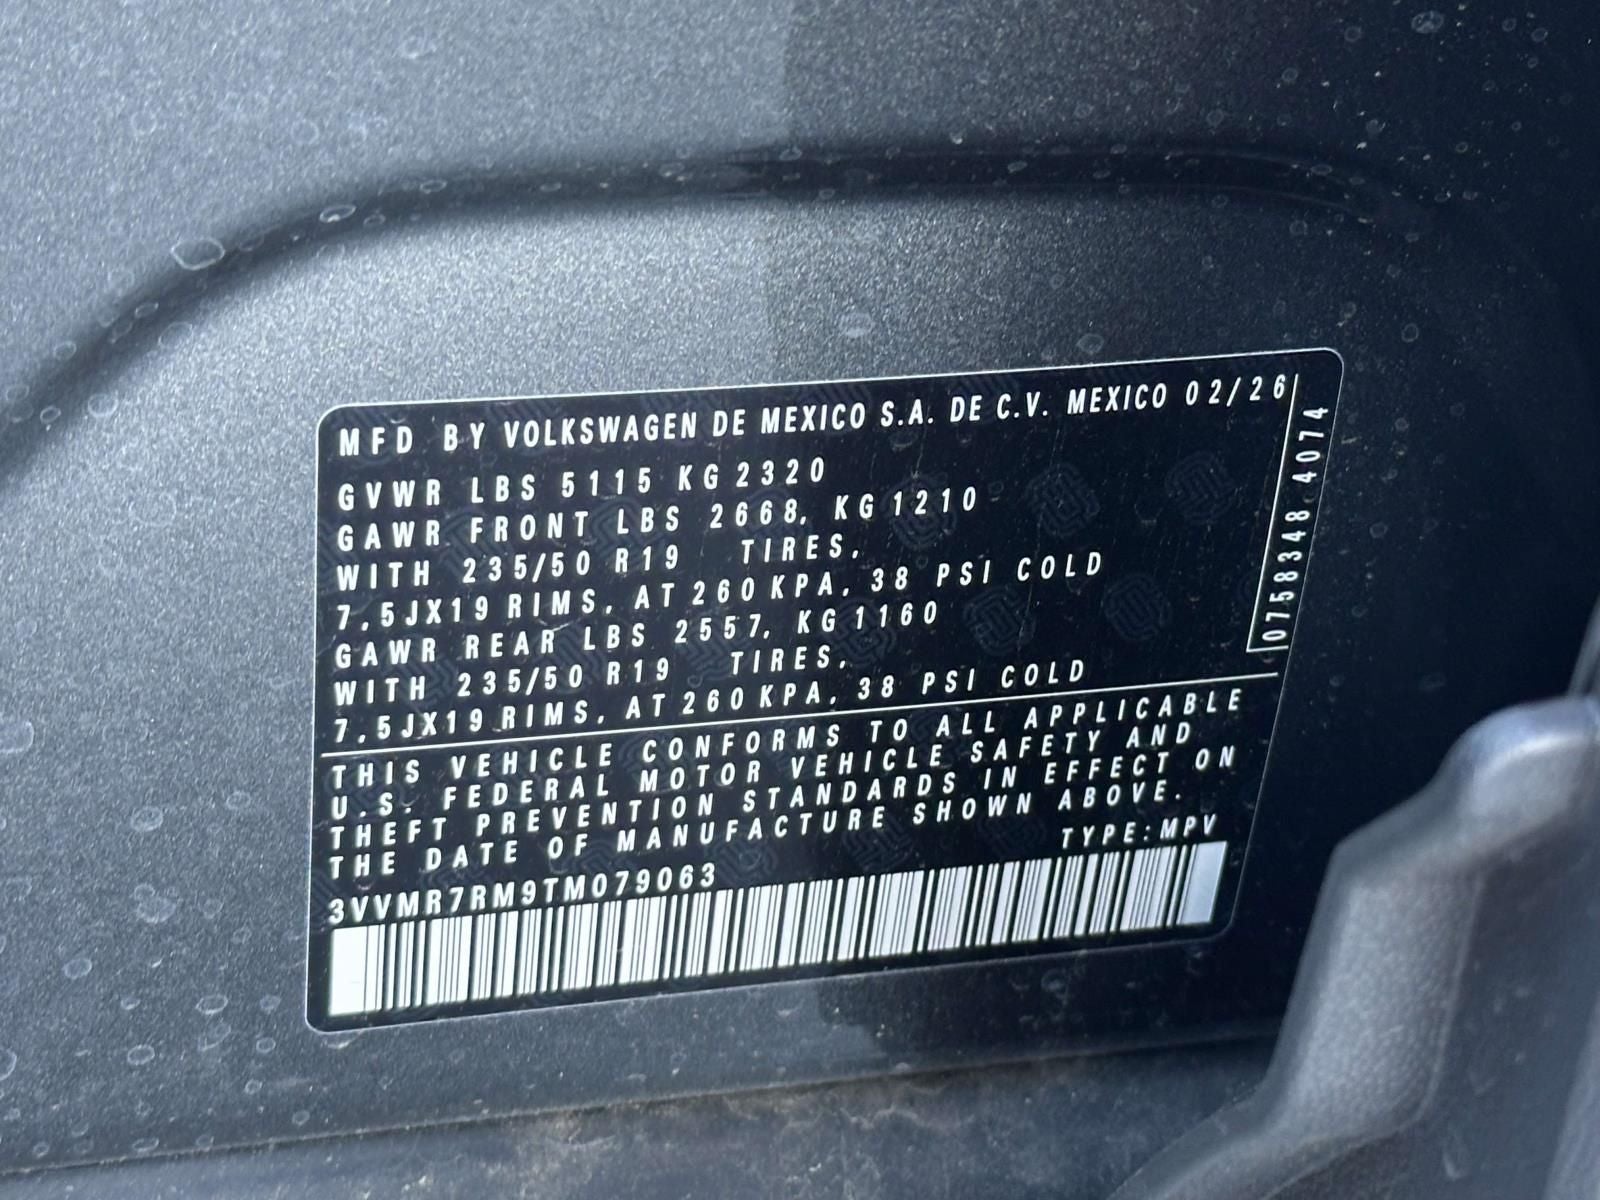 MFD BY VOLKSWAGEN DE MEXICO S.A. DE C.V. MEXICO 02/26
GVWR LBS 5115 KG 2320
GAWR FRONT LBS 2668, KG 1210
WITH 235/50 R19 TIRES,
7,5JX19 RIMS, AT 260 KPA, 38 PSI COLD
GAWR REAR LBS 2557, KG 1160
WITH 235/50 R19 TIRES,
7,5JX19 RIMS, AT 260 KPA, 38 PSI COLD
0758348 4074
THIS VEHICLE CONFORMS TO ALL APPLICABLE
U.S. FEDERAL MOTOR VEHICLE SAFETY AND
THEFT PREVENTION STANDARDS IN EFFECT ON
THE DATE OF MANUFACTURE SHOWN ABOVE.
TYPE:MPV
3VVMR7RM9TM079063